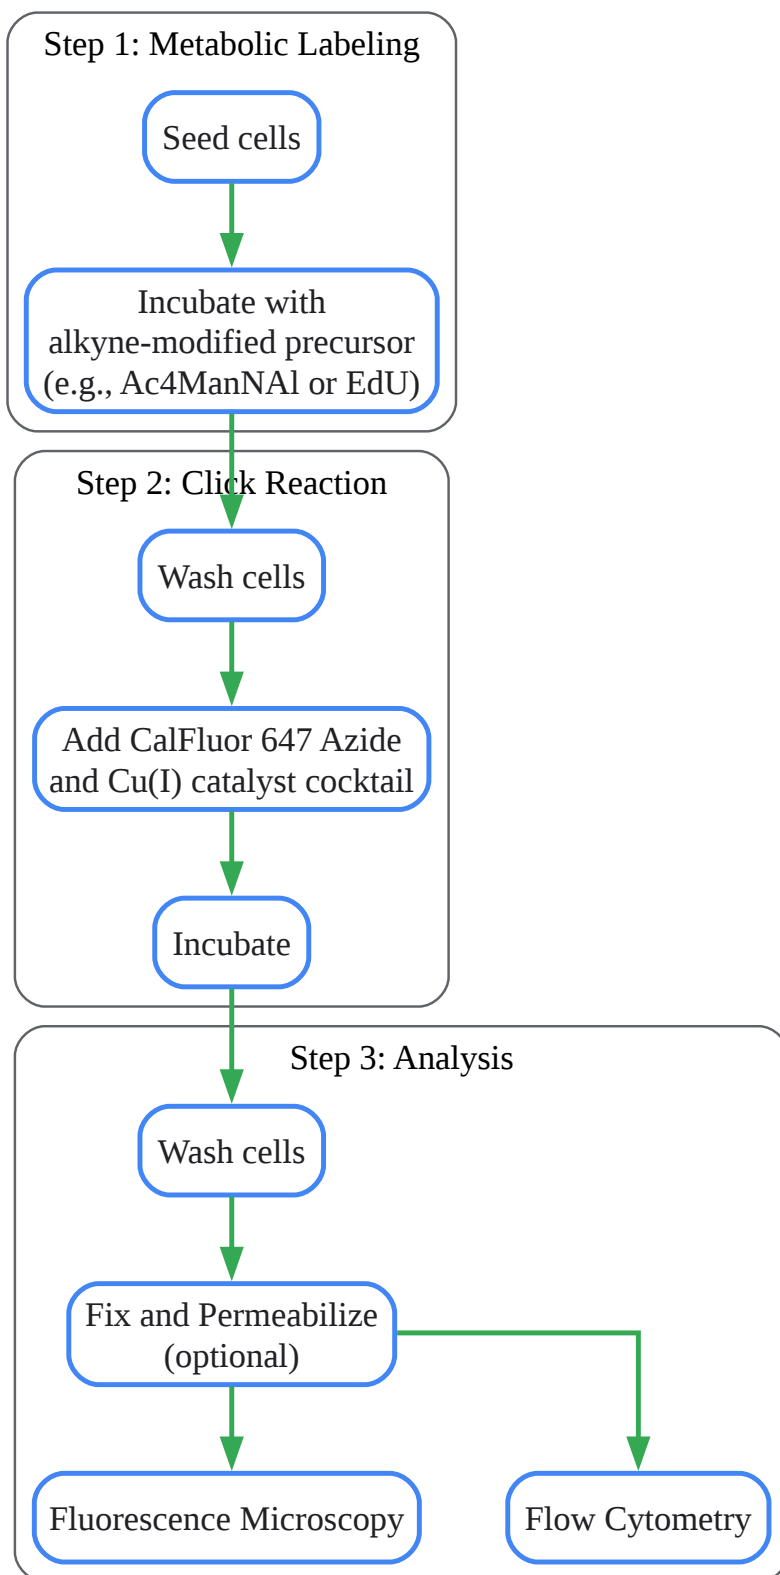 Step 1: Metabolic Labeling
Seed cells
Incubate with
alkyne-modified precursor
(e.g., Ac4ManNAl or EdU)
Step 2: Click Reaction
Wash cells
Add CalFluor 647 Azide
and Cu(I) catalyst cocktail
Incubate
Step 3: Analysis
Wash cells
Fix and Permeabilize
(optional)
Fluorescence Microscopy
Flow Cytometry